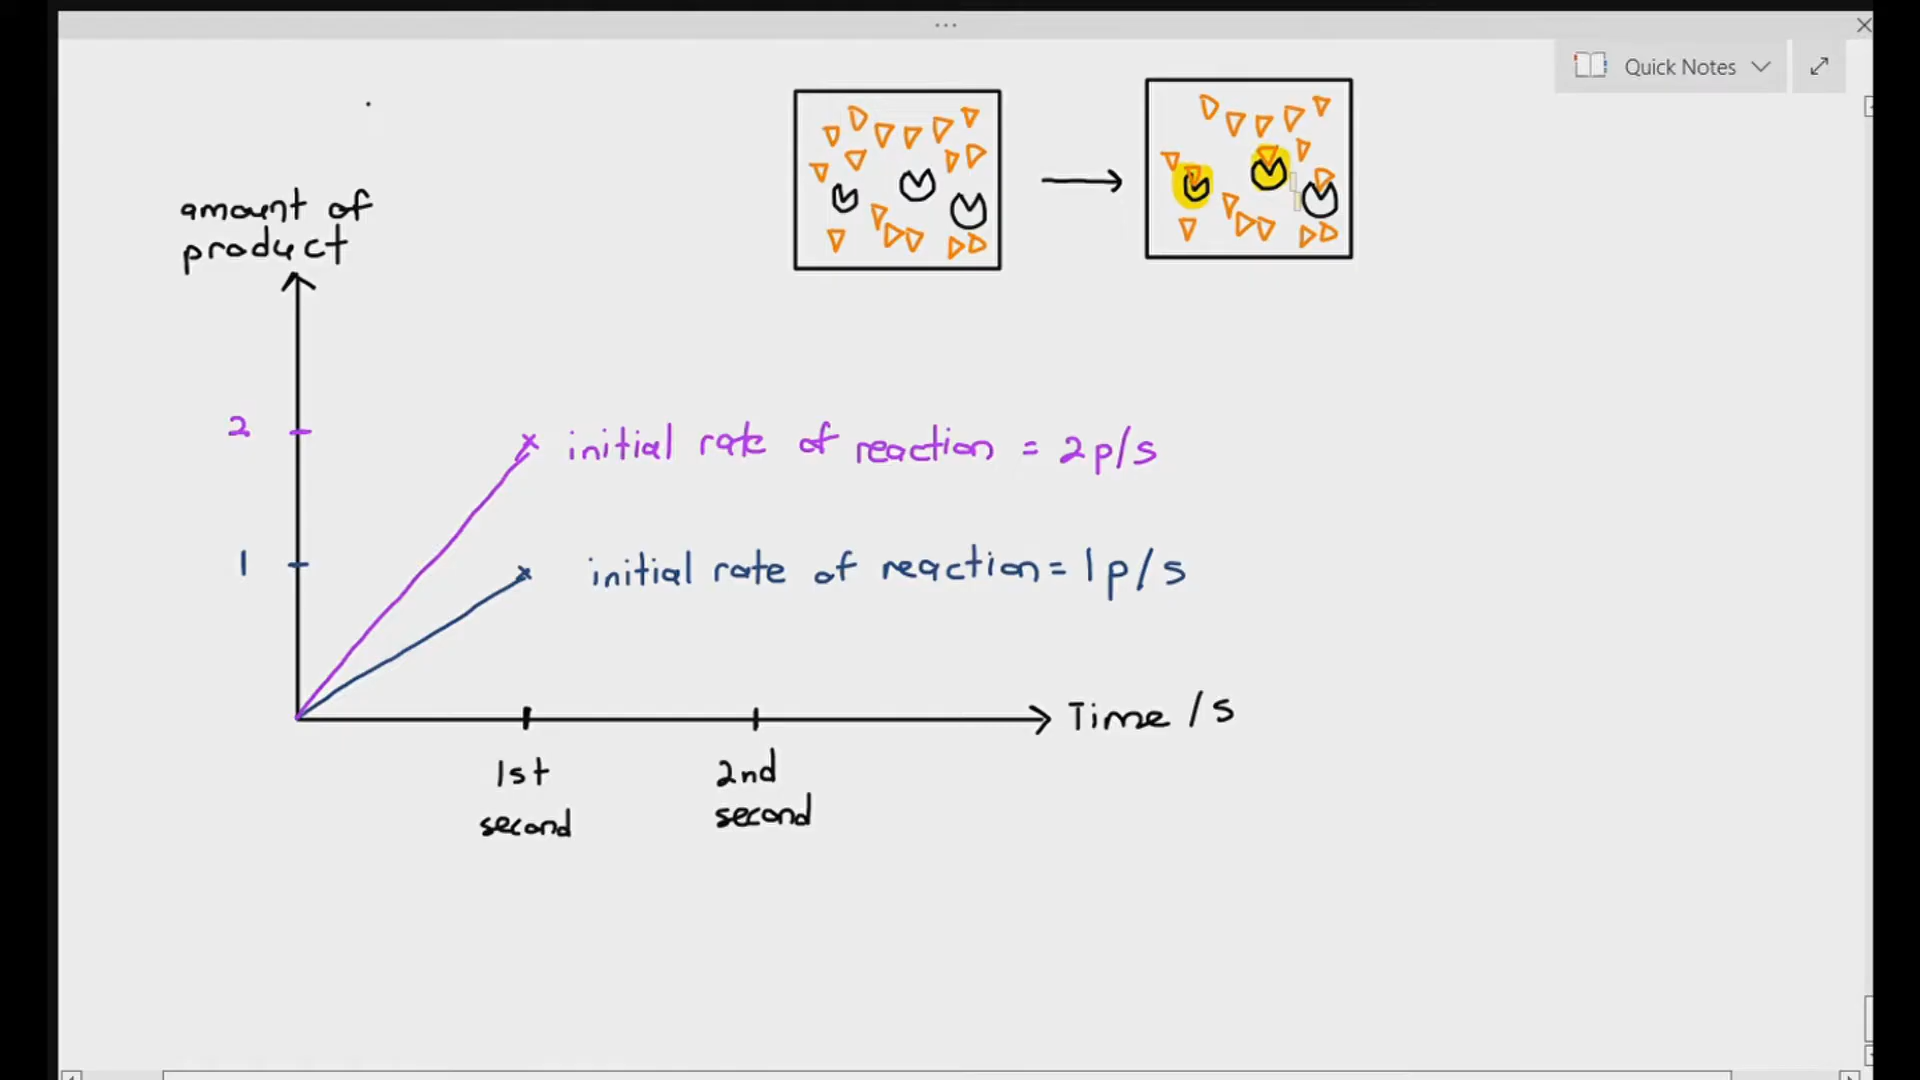 ...
Quick Notes
amount of
product
2
initial rate of reaction = 2p/s
1
initial rate of reaction = 1p/s
Time /s
1st
second
2nd
second